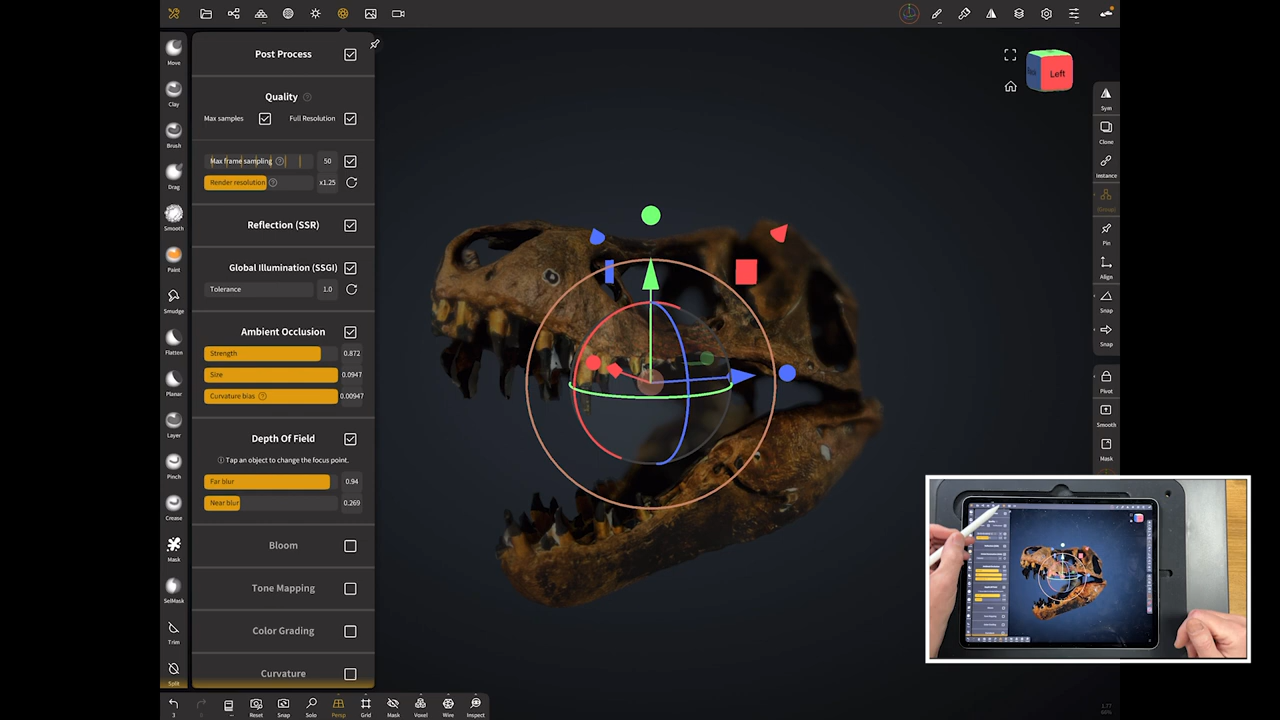 Move
Clay
Brush
Drag
Smooth
Paint
Smudge
Flatten
Planar
Layer
Pinch
Crease
Mask
SelMask
Trim
Split
Post Process
Quality
Max samples
Full Resolution
Max frame sampling
50
Render resolution
x1.25
Reflection (SSR)
Global Illumination (SSGI)
Tolerance
1.0
Ambient Occlusion
Strength
0.872
Size
0.0947
Curvature bias
0.00947
Depth Of Field
Tap an object to change the focus point.
Far blur
0.94
Near blur
0.269
Bloom
Tone Mapping
Color Grading
Curvature
Left
Back
Sym
Clone
Instance
Pin
Align
Snap
Snap
Pivot
Smooth
Mask
3
Reset
Snap
Solo
Persp
Grid
Mask
Voxel
Wire
Inspect